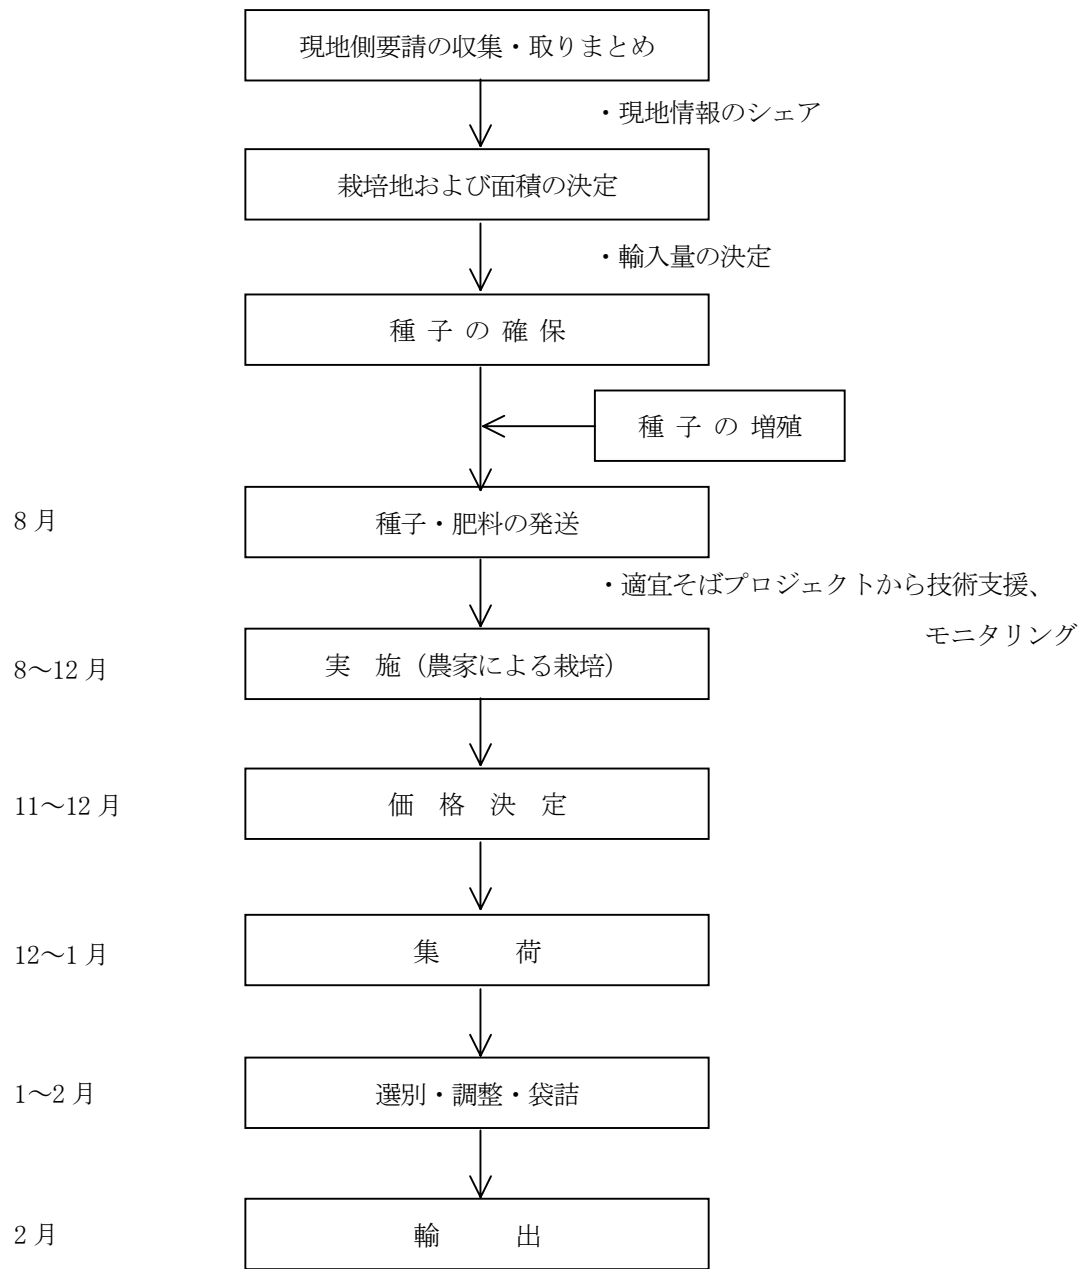 現地側要請の収集・取りまとめ
・現地情報のシェア
栽培地および面積の決定
・輸入量の決定
種 子 の 確 保
種 子 の 増殖
8 月
種子・肥料の発送
・適宜そばプロジェクトから技術支援、
モニタリング
8～12 月
実　施（農家による栽培）
11～12 月
価　格　決　定
12～1 月
集　　　荷
1～2 月
選別・調整・袋詰
2 月
輸　　　出